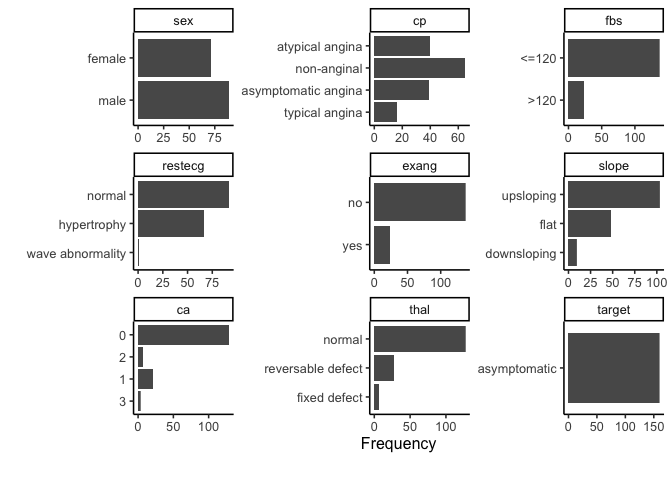 sex
female
male
0 25 50 75
cp
atypical angina
non-anginal
asymptomatic angina
typical angina
0 20 40 60
fbs
<=120
>120
0 50 100
restecg
normal
hypertrophy
wave abnormality
0 25 50 75
exang
no
yes
0 50 100
slope
upsloping
flat
downsloping
0 25 50 75 100
ca
0
2
1
3
0 50 100
thal
normal
reversable defect
fixed defect
0 50 100
target
asymptomatic
0 50 100 150
Frequency